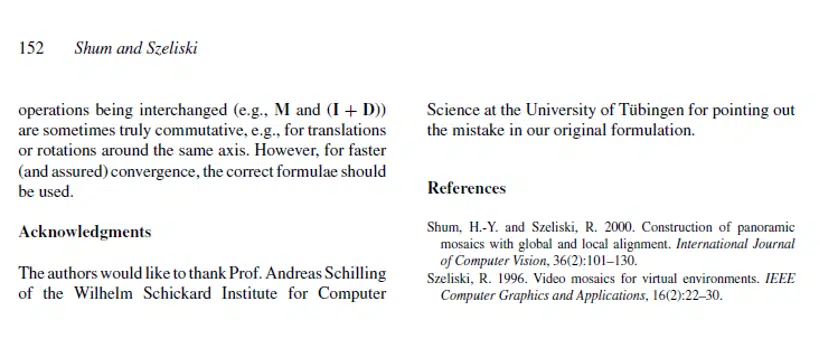 152 Shum and Szeliski
operations being interchanged (e.g., M and (I + D))
are sometimes truly commutative, e.g., for translations
or rotations around the same axis. However, for faster
(and assured) convergence, the correct formulae should
be used.
Acknowledgments
The authors would like to thank Prof. Andreas Schilling
of the Wilhelm Schickard Institute for Computer
Science at the University of Tübingen for pointing out
the mistake in our original formulation.
References
Shum, H.-Y. and Szeliski, R. 2000. Construction of panoramic
mosaics with global and local alignment. International Journal
of Computer Vision, 36(2):101–130.
Szeliski, R. 1996. Video mosaics for virtual environments. IEEE
Computer Graphics and Applications, 16(2):22–30.